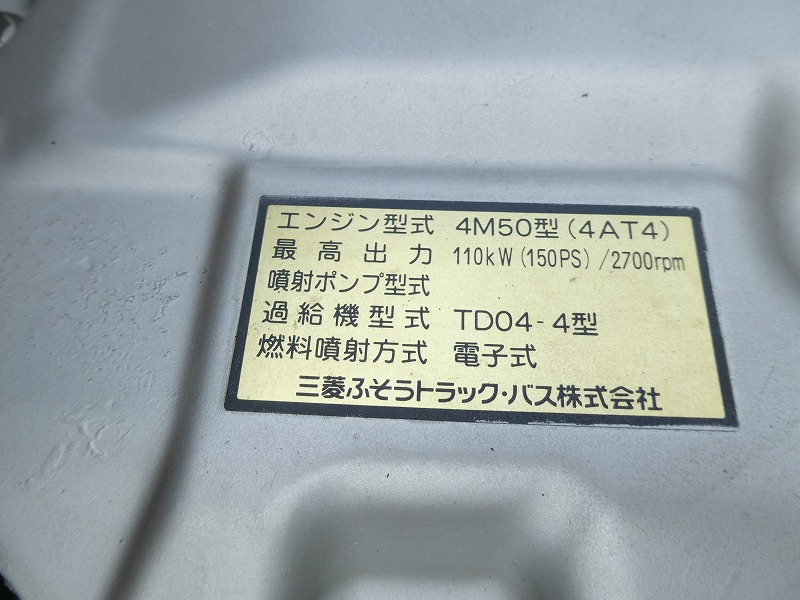 エンジン型式 4M50型(4AT4)
最高出力 110kW(150PS)/2700rpm
噴射ポンプ型式
過給機型式 TD04-4型
燃料噴射方式 電子式
三菱ふそうトラック・バス株式会社